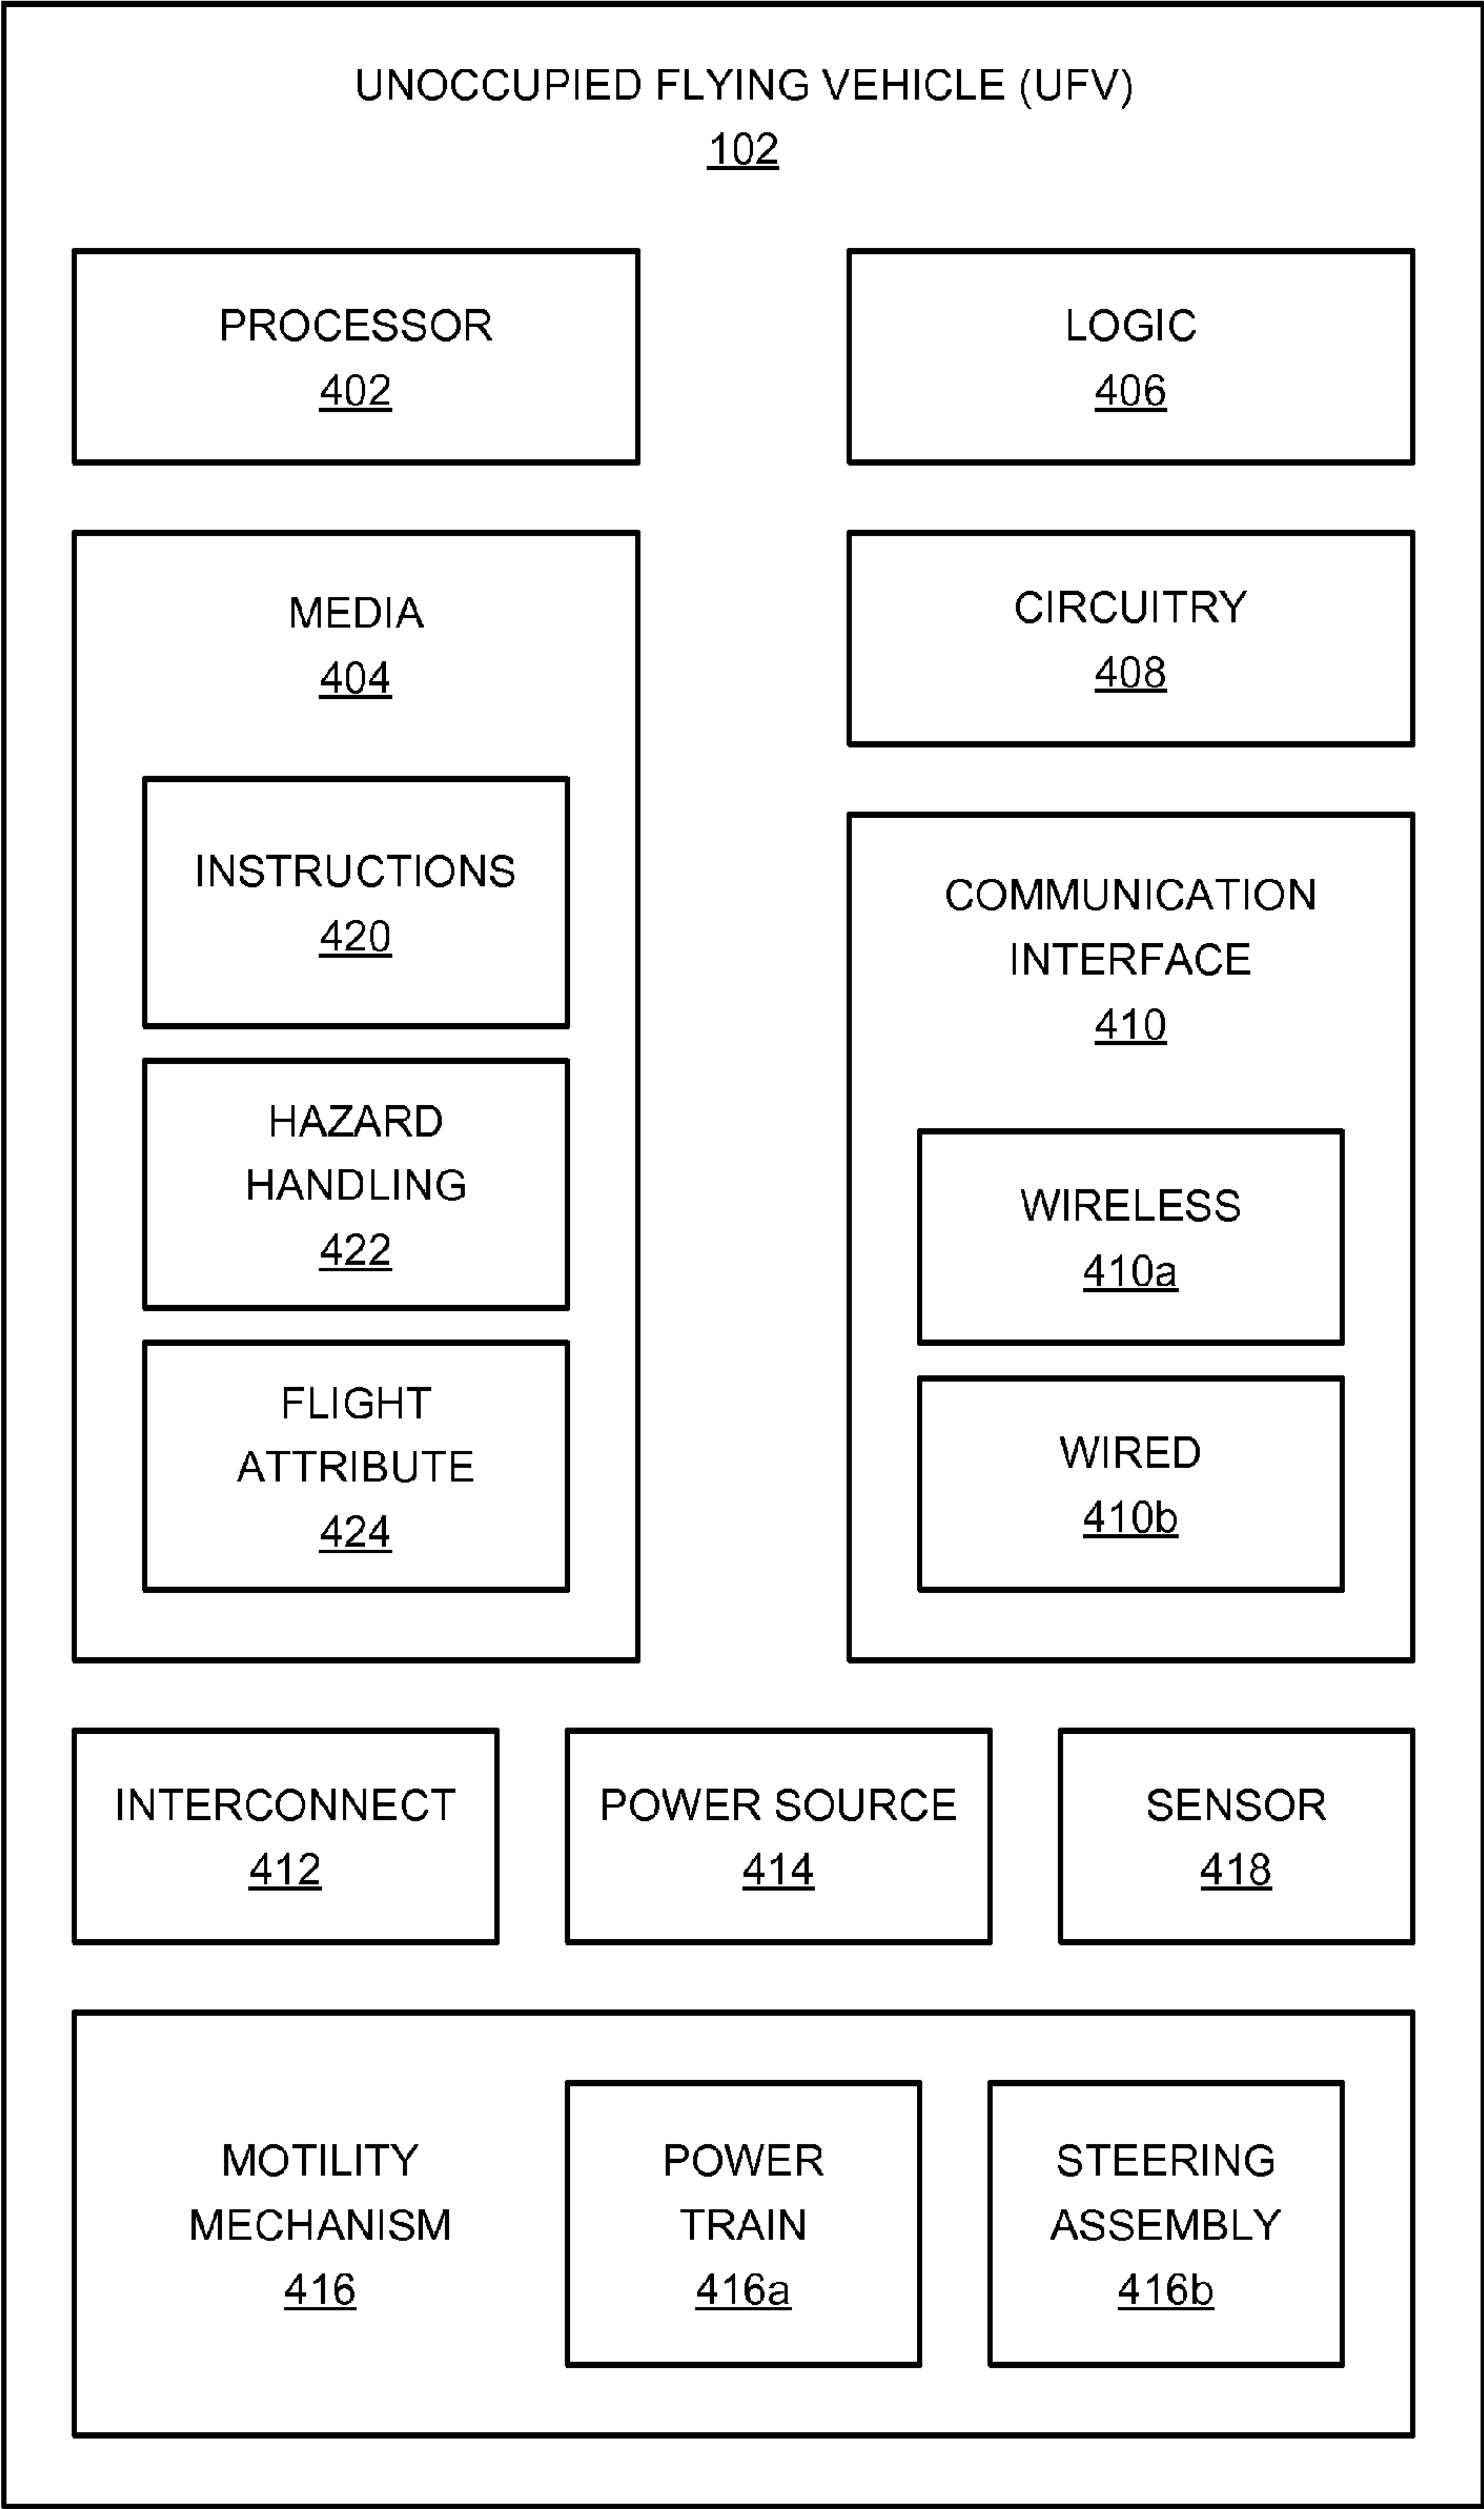 UNOCCUPIED FLYING VEHICLE (UFV)
102
PROCESSOR
402
LOGIC
406
MEDIA
404
INSTRUCTIONS
420
HAZARD
HANDLING
422
FLIGHT
ATTRIBUTE
424
CIRCUITRY
408
COMMUNICATION
INTERFACE
410
WIRELESS
410a
WIRED
410b
INTERCONNECT
412
POWER SOURCE
414
SENSOR
418
MOTILITY
MECHANISM
416
POWER
TRAIN
416a
STEERING
ASSEMBLY
416b